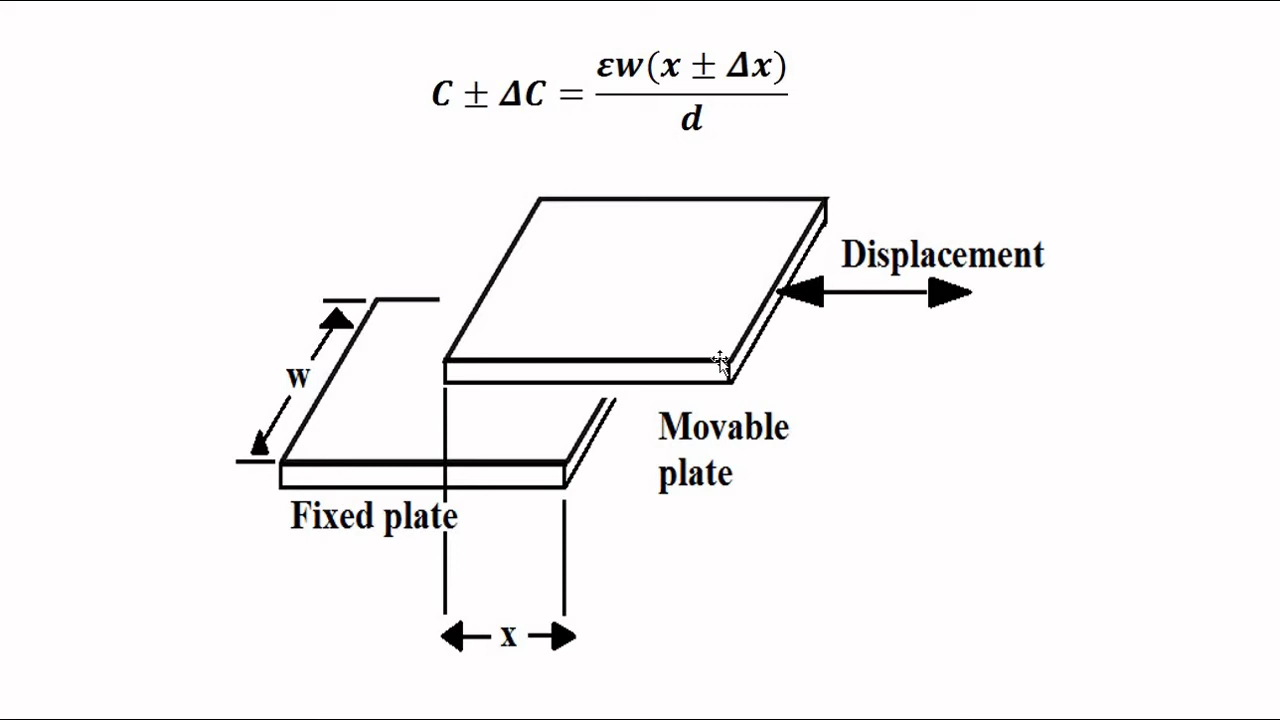 C ± ΔC = εw(x ± Δx) / d
Displacement
w
Movable
plate
Fixed plate
x